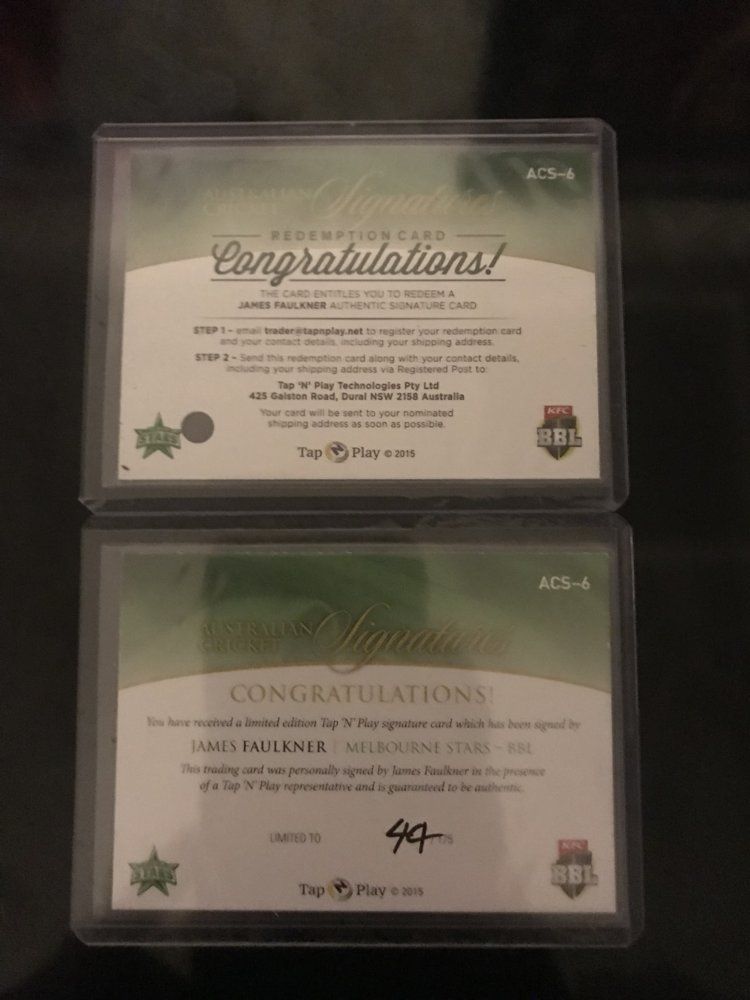 ACS-6
AUSTRALIAN
CRICKET Signatures
REDEMPTION CARD
Congratulations!
THE CARD ENTITLES YOU TO REDEEM A
JAMES FAULKNER AUTHENTIC SIGNATURE CARD
STEP 1 - email trader@tapnplay.net to register your redemption card
and your contact details, including your shipping address.
STEP 2 - Send this redemption card along with your contact details,
including your shipping address via Registered Post to:
Tap 'N' Play Technologies Pty Ltd
425 Galston Road, Dural NSW 2158 Australia
Your card will be sent to your nominated
shipping address as soon as possible.
STARS
KFC
BBL
Tap N Play © 2015
ACS-6
AUSTRALIAN
CRICKET Signatures
CONGRATULATIONS!
You have received a limited edition Tap 'N' Play signature card which has been signed by
JAMES FAULKNER | MELBOURNE STARS - BBL
This trading card was personally signed by James Faulkner in the presence
of a Tap 'N' Play representative and is guaranteed to be authentic.
LIMITED TO 44/175
STARS
KFC
BBL
Tap N Play © 2015